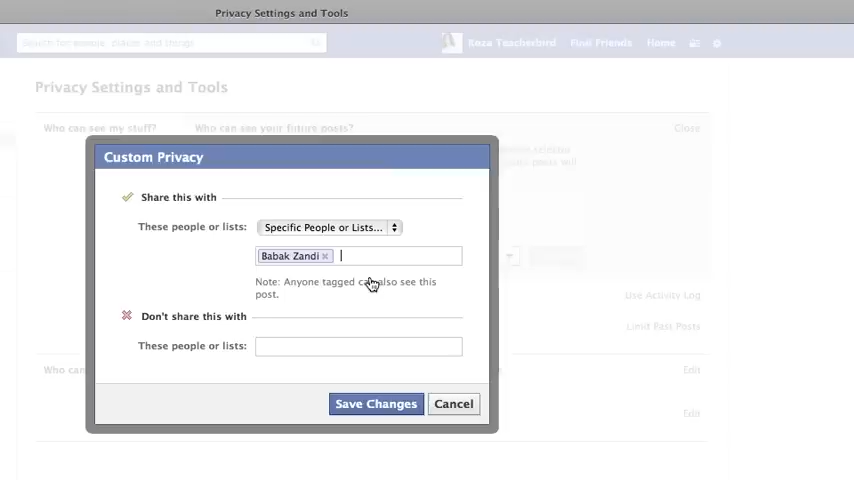 Privacy Settings and Tools
Roza Teacherbird Find Friends Home
Privacy Settings and Tools
Who can see my stuff? Who can see your future posts? Close
Custom Privacy
Share this with
These people or lists: Specific People or Lists...
Babak Zandi
Note: Anyone tagged can also see this
post.
Use Activity Log
Don't share this with
Limit Past Posts
These people or lists:
Who can
Edit
Save Changes Cancel
Edit